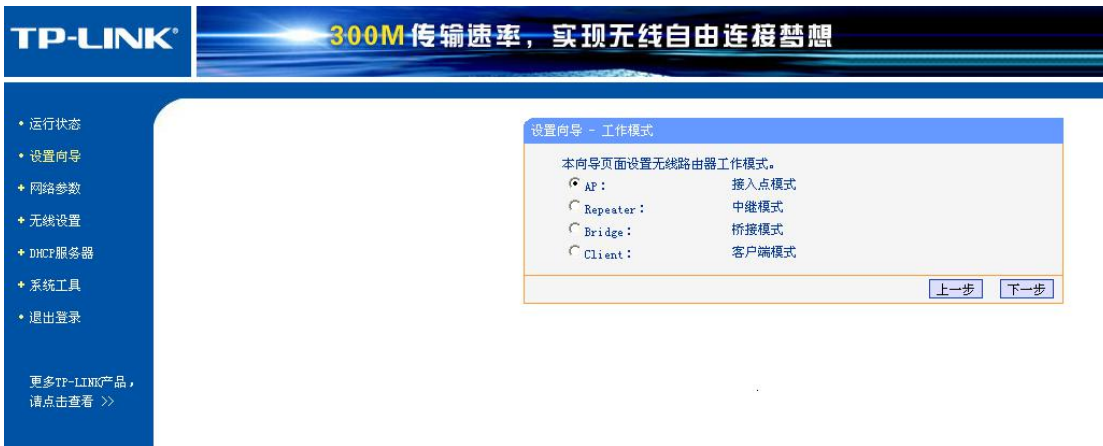 TP-LINK®
300M传输速率，实现无线自由连接梦想
• 运行状态
• 设置向导
+ 网络参数
+ 无线设置
+ DHCP服务器
+ 系统工具
• 退出登录
更多TP-LINK产品，
请点击查看 >>
设置向导 - 工作模式
本向导页面设置无线路由器工作模式。
AP： 接入点模式
Repeater： 中继模式
Bridge： 桥接模式
Client： 客户端模式
上一步 下一步